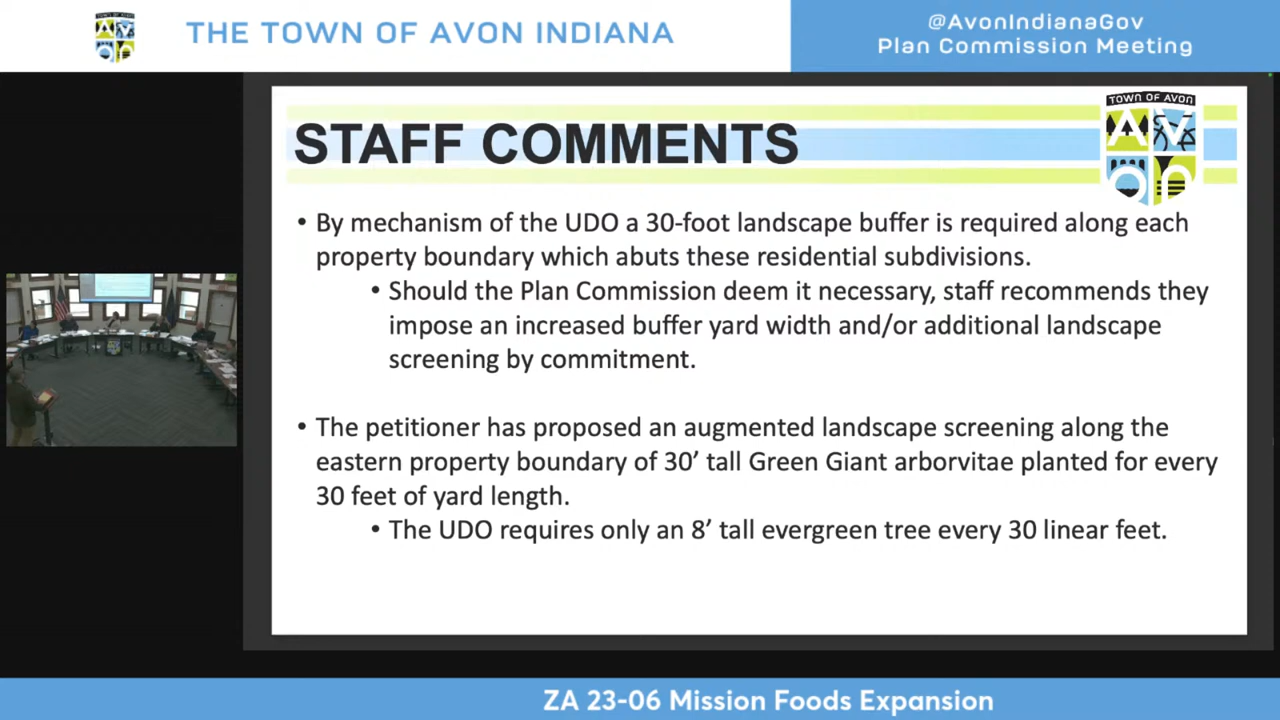 THE TOWN OF AVON INDIANA
@AvonIndianaGov
Plan Commission Meeting
STAFF COMMENTS
TOWN OF AVON
Avon
• By mechanism of the UDO a 30-foot landscape buffer is required along each
property boundary which abuts these residential subdivisions.
• Should the Plan Commission deem it necessary, staff recommends they
impose an increased buffer yard width and/or additional landscape
screening by commitment.
• The petitioner has proposed an augmented landscape screening along the
eastern property boundary of 30’ tall Green Giant arborvitae planted for every
30 feet of yard length.
• The UDO requires only an 8’ tall evergreen tree every 30 linear feet.
ZA 23-06 Mission Foods Expansion